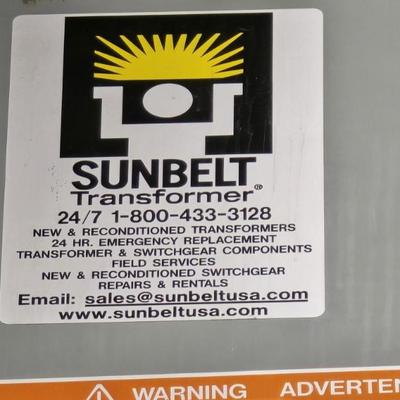 SUNBELT®
Transformer
24/7 1-800-433-3128
NEW & RECONDITIONED TRANSFORMERS
24 HR. EMERGENCY REPLACEMENT
TRANSFORMER & SWITCHGEAR COMPONENTS
FIELD SERVICES
NEW & RECONDITIONED SWITCHGEAR
REPAIRS & RENTALS
Email: sales@sunbeltusa.com
www.sunbeltusa.com
WARNING ADVERTEN